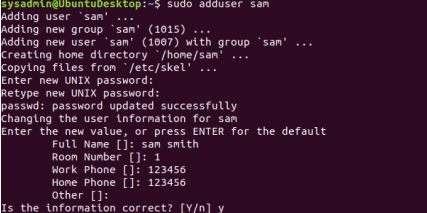 sysadmin@UbuntuDesktop:~$ sudo adduser sam
Adding user `sam' ...
Adding new group `sam' (1015) ...
Adding new user `sam' (1007) with group `sam' ...
Creating home directory `/home/sam' ...
Copying files from `/etc/skel' ...
Enter new UNIX password:
Retype new UNIX password:
passwd: password updated successfully
Changing the user information for sam
Enter the new value, or press ENTER for the default
        Full Name []: sam smith
        Room Number []: 1
        Work Phone []: 123456
        Home Phone []: 123456
        Other []:
Is the information correct? [Y/n] y